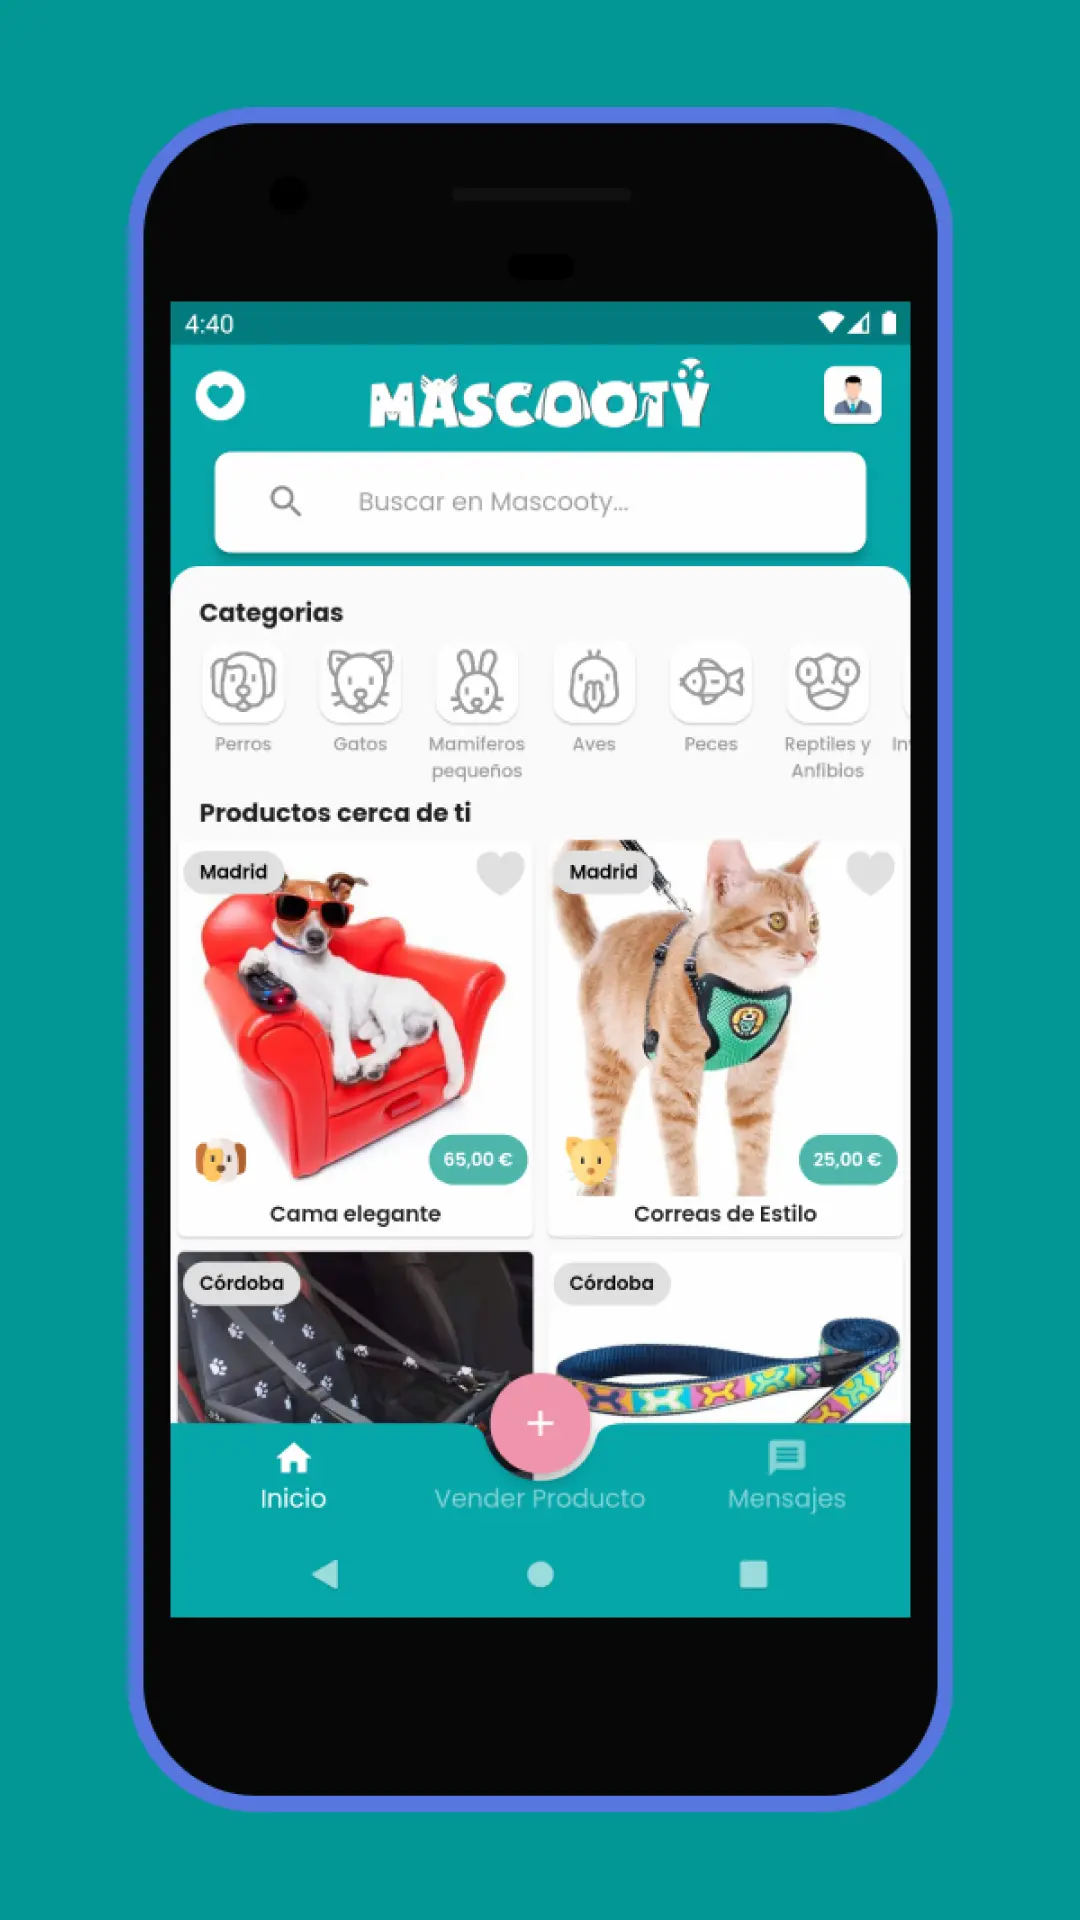 4:40
MASCOOTY
Buscar en Mascooty...
Categorias
Perros
Gatos
Mamiferos
pequeños
Aves
Peces
Reptiles y
Anfibios
Productos cerca de ti
Madrid
Madrid
65,00 €
25,00 €
Cama elegante
Correas de Estilo
Córdoba
Córdoba
Inicio
Vender Producto
Mensajes